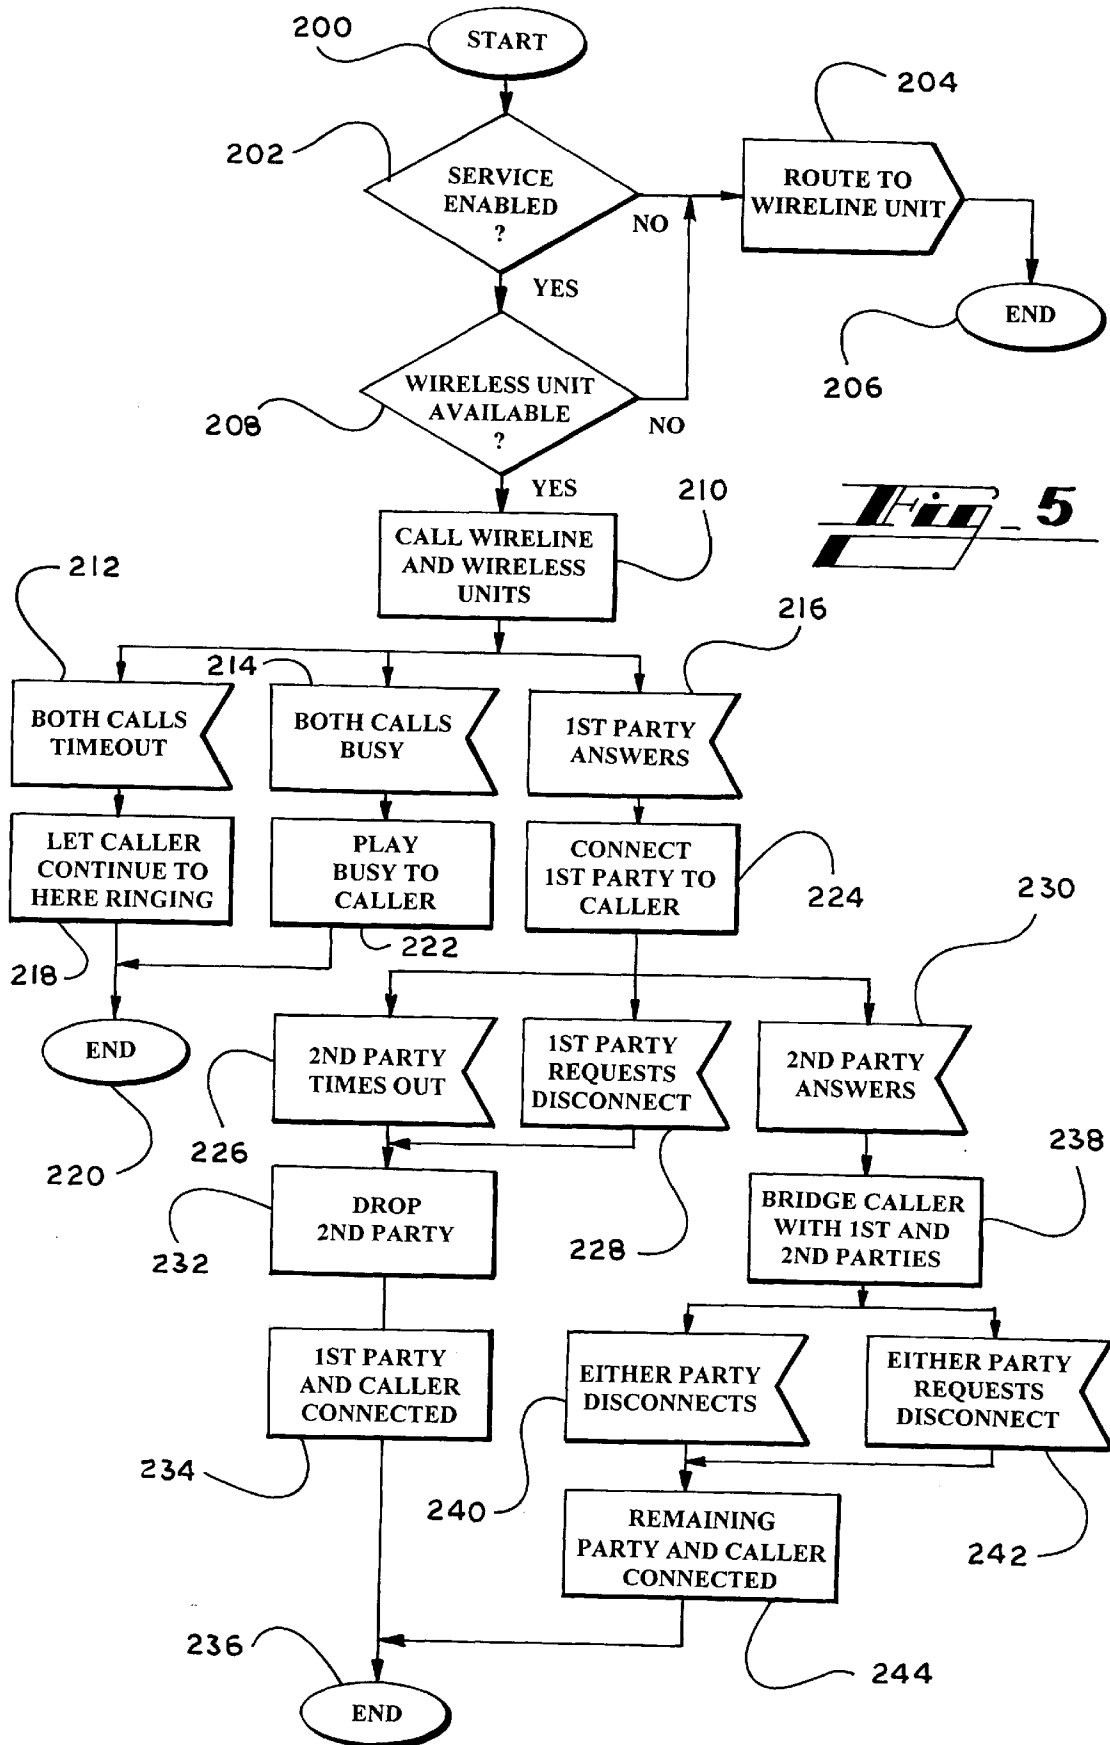 200
START
204
202
SERVICE
ENABLED
?
NO
ROUTE TO
WIRELINE UNIT
YES
END
206
208
WIRELESS UNIT
AVAILABLE
?
NO
YES
210
Fig_5
CALL WIRELINE
AND WIRELESS
UNITS
212
214
216
BOTH CALLS
TIMEOUT
BOTH CALLS
BUSY
1ST PARTY
ANSWERS
LET CALLER
CONTINUE TO
HERE RINGING
PLAY
BUSY TO
CALLER
CONNECT
1ST PARTY TO
CALLER
224
230
218
222
END
220
2ND PARTY
TIMES OUT
1ST PARTY
REQUESTS
DISCONNECT
2ND PARTY
ANSWERS
226
228
238
DROP
2ND PARTY
232
BRIDGE CALLER
WITH 1ST AND
2ND PARTIES
1ST PARTY
AND CALLER
CONNECTED
EITHER PARTY
DISCONNECTS
EITHER PARTY
REQUESTS
DISCONNECT
234
240
242
REMAINING
PARTY AND CALLER
CONNECTED
236
244
END